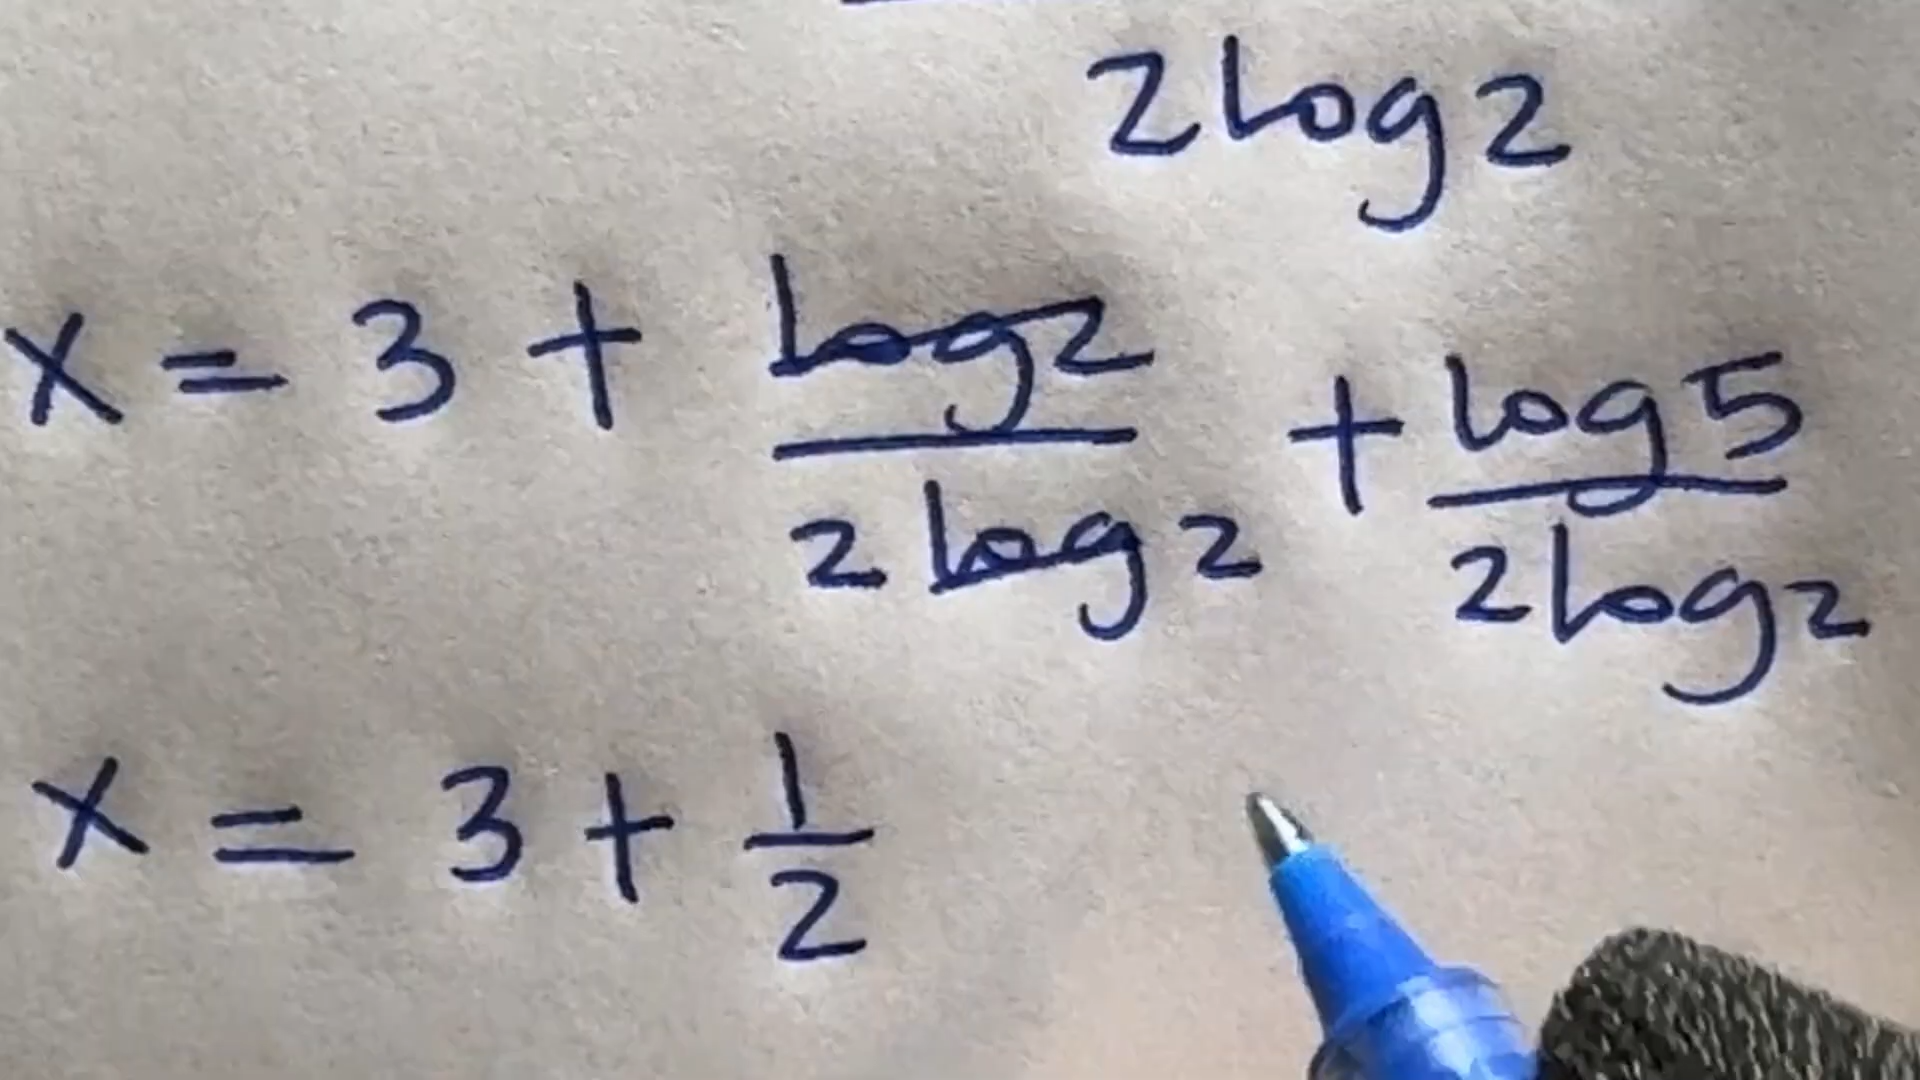 2log2
x = 3 + log2/2log2 + log5/2log2
x = 3 + 1/2